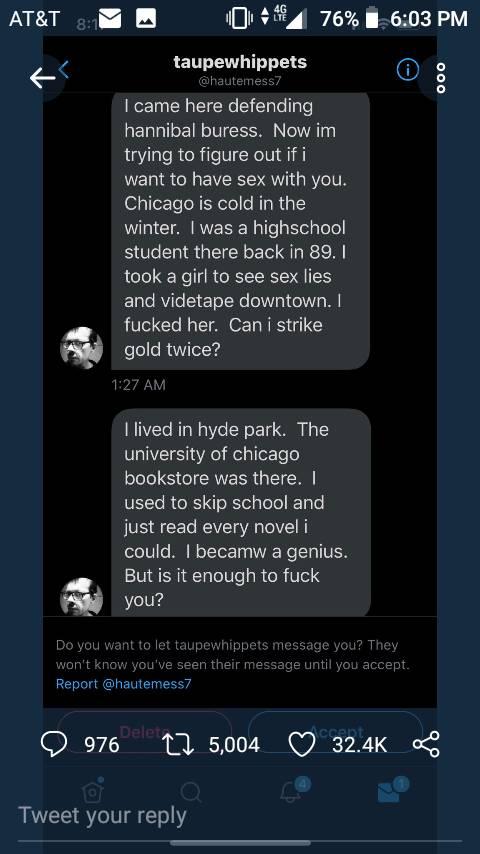 AT&T 8:1 4G LTE 76% 6:03 PM
taupewhippets
@hautemess7
I came here defending
hannibal buress. Now im
trying to figure out if i
want to have sex with you.
Chicago is cold in the
winter. I was a highschool
student there back in 89. I
took a girl to see sex lies
and videtape downtown. I
fucked her. Can i strike
gold twice?
1:27 AM
I lived in hyde park. The
university of chicago
bookstore was there. I
used to skip school and
just read every novel i
could. I becamw a genius.
But is it enough to fuck
you?
Do you want to let taupewhippets message you? They
won't know you've seen their message until you accept.
Report @hautemess7
Delete Accept
976 5,004 32.4K
4 1
Tweet your reply